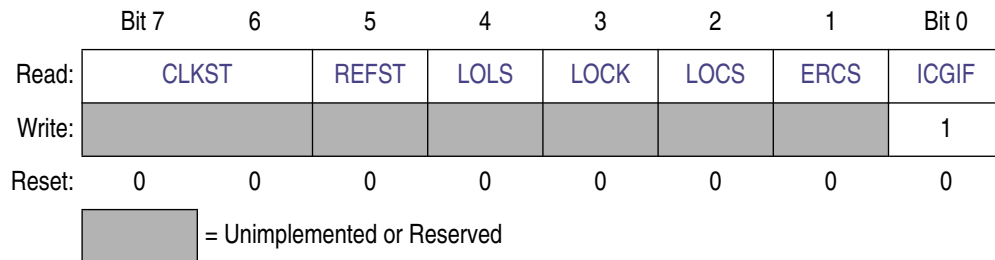 Bit 7 6 5 4 3 2 1 Bit 0
Read: CLKST REFST LOLS LOCK LOCS ERCS ICGIF
Write: 1
Reset: 0 0 0 0 0 0 0 0
= Unimplemented or Reserved